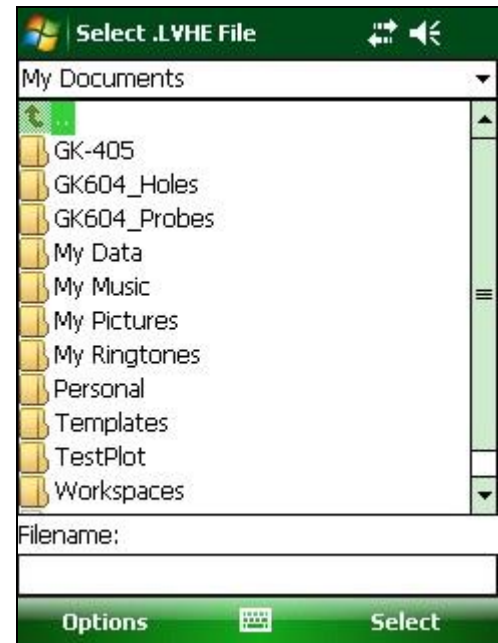 Select .LVHE File
My Documents
..
GK-405
GK604_Holes
GK604_Probes
My Data
My Music
My Pictures
My Ringtones
Personal
Templates
TestPlot
Workspaces
Filename:
Options Select